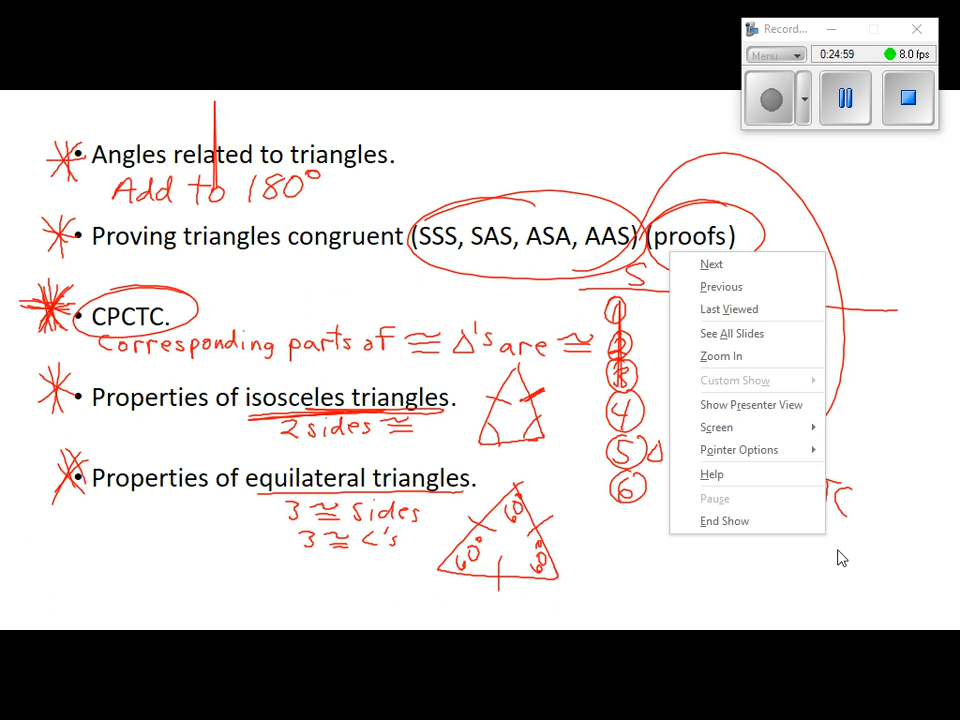 Record...
Menu
0:24:59
8.0 fps
• Angles related to triangles.
Add to 180°
• Proving triangles congruent (SSS, SAS, ASA, AAS) (proofs)
S
• CPCTC.
Corresponding parts of ≅ Δ's are ≅
• Properties of isosceles triangles.
2 sides ≅
• Properties of equilateral triangles.
3 ≅ sides
3 ≅ <'s
60°
60°
60°
1
2
3
4
5 Δ
6
TC
Next
Previous
Last Viewed
See All Slides
Zoom In
Custom Show
Show Presenter View
Screen
Pointer Options
Help
Pause
End Show